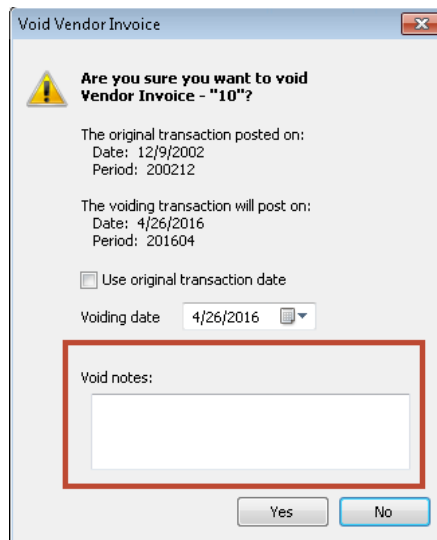 Void Vendor Invoice
Are you sure you want to void
Vendor Invoice - "10"?
The original transaction posted on:
Date: 12/9/2002
Period: 200212
The voiding transaction will post on:
Date: 4/26/2016
Period: 201604
Use original transaction date
Voiding date 4/26/2016
Void notes:
Yes No